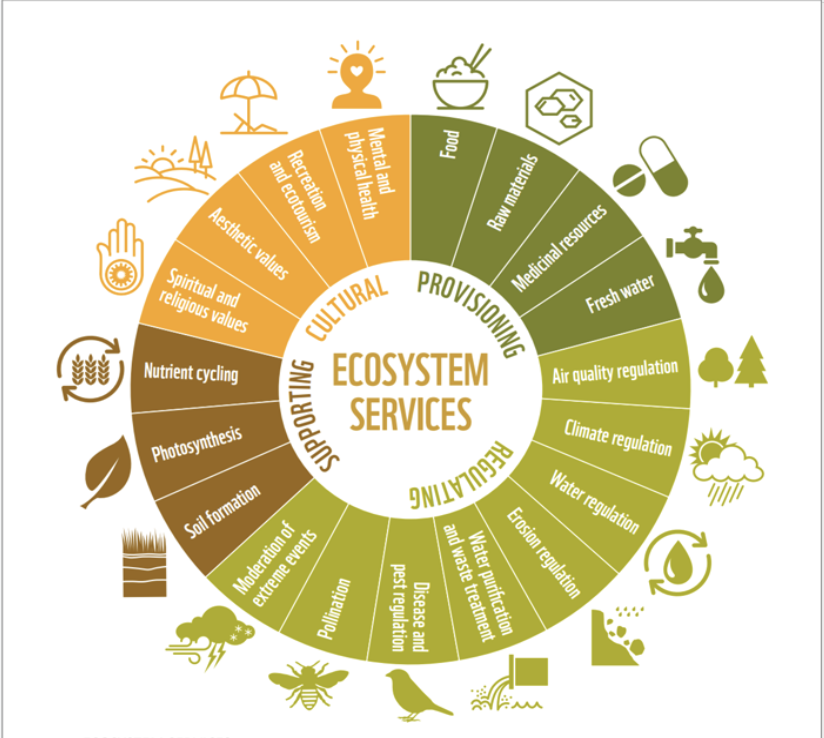 ECOSYSTEM
SERVICES
PROVISIONING
Food
Raw materials
Medicinal resources
Fresh water
REGULATING
Air quality regulation
Climate regulation
Water regulation
Erosion regulation
Water purification
and waste treatment
Disease and
pest regulation
Pollination
Moderation of
extreme events
SUPPORTING
Soil formation
Photosynthesis
Nutrient cycling
CULTURAL
Spiritual and
religious values
Aesthetic values
Recreation
and ecotourism
Mental and
physical health